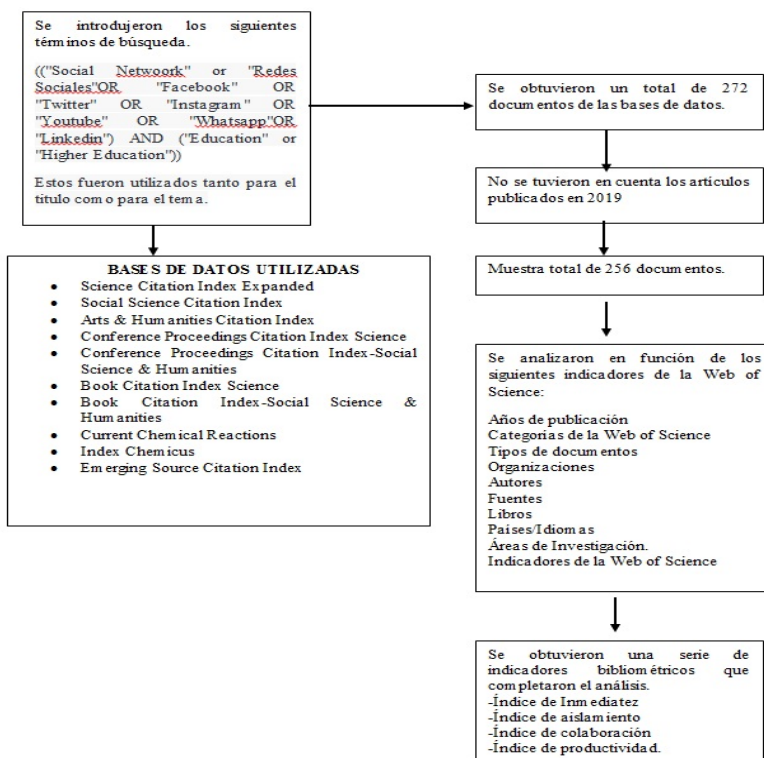 Se introdujeron los siguientes
términos de búsqueda.
(("Social Netwoork" or "Redes
Sociales"OR "Facebook" OR
"Twitter" OR "Instagram" OR
"Youtube" OR "Whatsapp"OR
"Linkedin") AND ("Education" or
"Higher Education"))
Estos fueron utilizados tanto para el
titulo como para el tema.
BASES DE DATOS UTILIZADAS
• Science Citation Index Expanded
• Social Science Citation Index
• Arts & Humanities Citation Index
• Conference Proceedings Citation Index Science
• Conference Proceedings Citation Index-Social
Science & Humanities
• Book Citation Index Science
• Book Citation Index-Social Science &
Humanities
• Current Chemical Reactions
• Index Chemicus
• Emerging Source Citation Index
Se obtuvieron un total de 272
documentos de las bases de datos.
No se tuvieron en cuenta los artículos
publicados en 2019
Muestra total de 256 documentos.
Se analizaron en función de los
siguientes indicadores de la Web of
Science:
Años de publicación
Categorías de la Web of Science
Tipos de documentos
Organizaciones
Autores
Fuentes
Libros
Países/Idiomas
Áreas de Investigación.
Indicadores de la Web of Science
Se obtuvieron una serie de
indicadores bibliométricos que
completaron el análisis.
-Índice de Inmediatez
-Índice de aislamiento
-Índice de colaboración
-Índice de productividad.